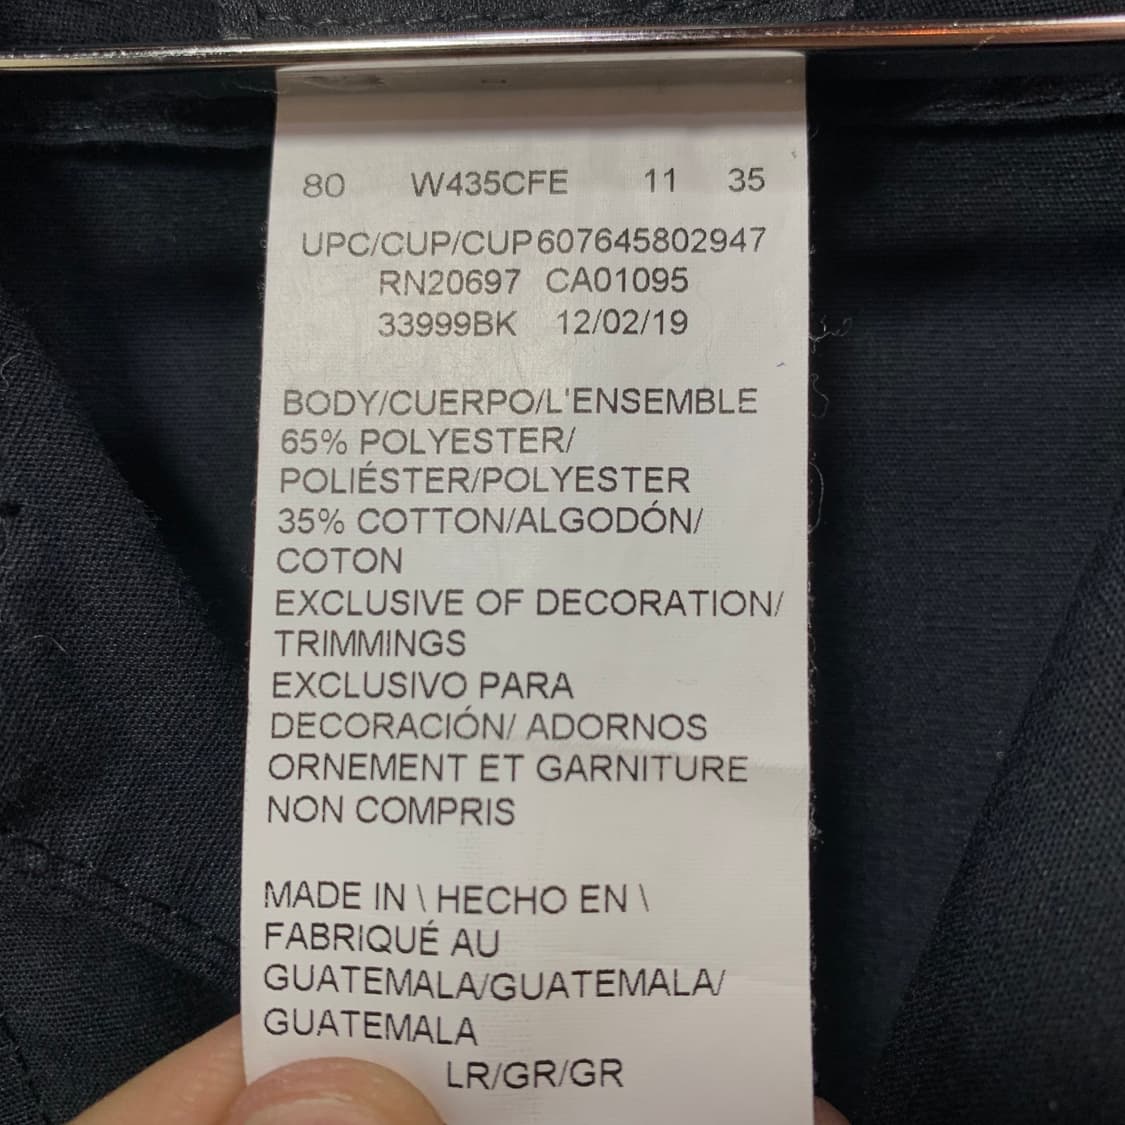 80 W435CFE 11 35
UPC/CUP/CUP607645802947
RN20697 CA01095
33999BK 12/02/19
BODY/CUERPO/L'ENSEMBLE
65% POLYESTER/
POLIÉSTER/POLYESTER
35% COTTON/ALGODÓN/
COTON
EXCLUSIVE OF DECORATION/
TRIMMINGS
EXCLUSIVO PARA
DECORACIÓN/ ADORNOS
ORNEMENT ET GARNITURE
NON COMPRIS
MADE IN \ HECHO EN \
FABRIQUÉ AU
GUATEMALA/GUATEMALA/
GUATEMALA
LR/GR/GR